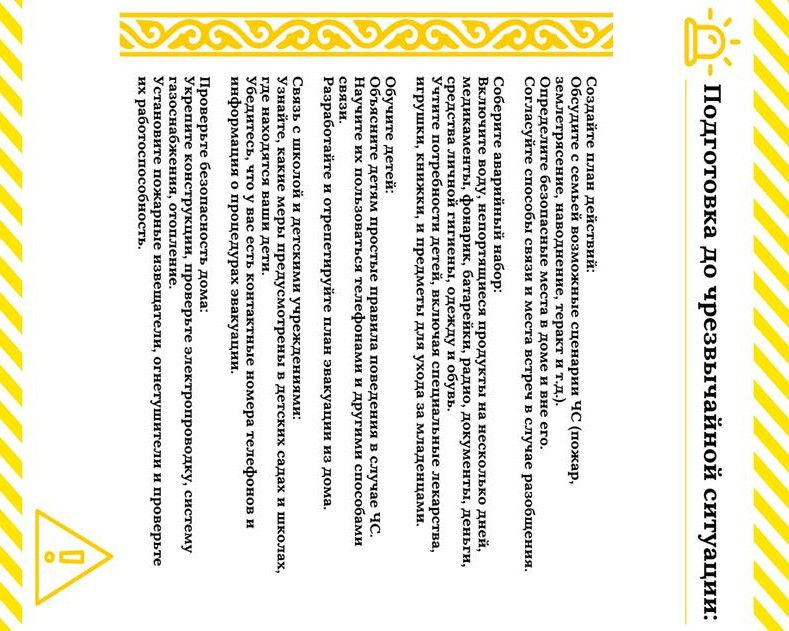 Подготовка до чрезвычайной ситуации:
Создайте план действий:
Обсудите с семьей возможные сценарии ЧС (пожар,
землетрясение, наводнение, теракт и т.д.).
Определите безопасные места в доме и вне его.
Согласуйте способы связи и места встреч в случае разобщения.
Соберите аварийный набор:
Включите воду, непортящиеся продукты на несколько дней,
медикаменты, фонарик, батарейки, радио, документы, деньги,
средства личной гигиены, одежду и обувь.
Учтите потребности детей, включая специальные лекарства,
игрушки, книжки, и предметы для ухода за младенцами.
Обучите детей:
Объясните детям простые правила поведения в случае ЧС.
Научите их пользоваться телефонами и другими способами
связи.
Разработайте и отрепетируйте план эвакуации из дома.
Связь с школой и детскими учреждениями:
Узнайте, какие меры предусмотрены в детских садах и школах,
где находятся ваши дети.
Убедитесь, что у вас есть контактные номера телефонов и
информация о процедурах эвакуации.
Проверьте безопасность дома:
Укрепите конструкции, проверьте электропроводку, систему
газоснабжения, отопление.
Установите пожарные извещатели, огнетушители и проверьте
их работоспособность.